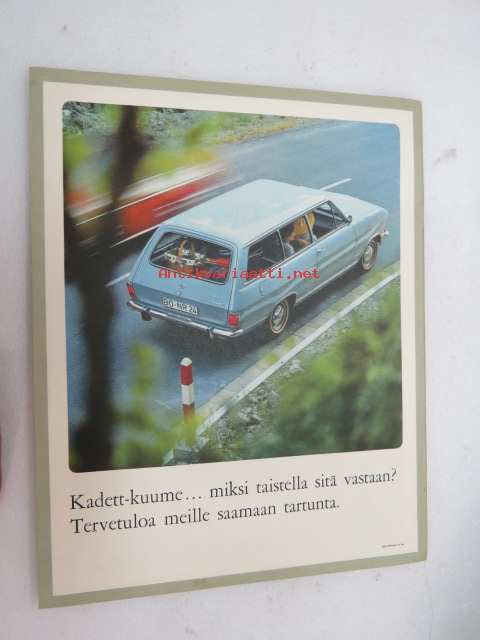 Antikvariaatti.net
BO-NR 24
Kadett-kuume... miksi taistella sitä vastaan?
Tervetuloa meille saamaan tartunta.